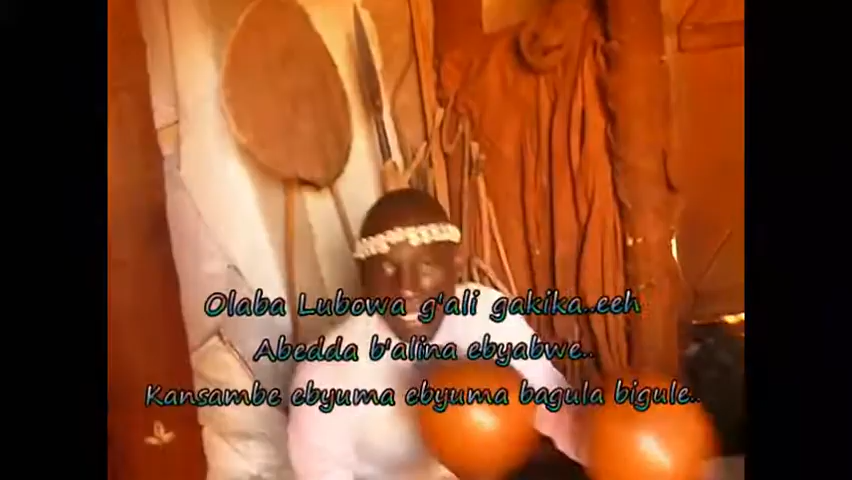 Olaba Lubowa g'ali gakika..eeh
Abedda b'alina ebyabwe..
Kansambe ebyuma ebyuma bagula bigule..